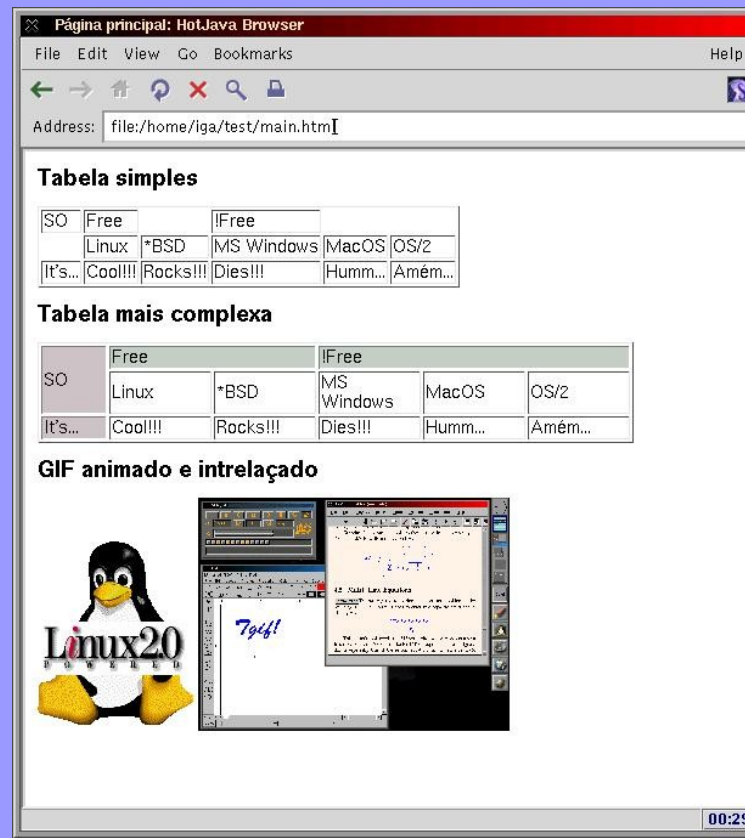 Página principal: HotJava Browser
File Edit View Go Bookmarks Help
Address: file:/home/iga/test/main.htm
Tabela simples
SO Free !Free
Linux *BSD MS Windows MacOS OS/2
It's... Cool!!! Rocks!!! Dies!!! Humm... Amém...
Tabela mais complexa
SO Free !Free
Linux *BSD MS Windows MacOS OS/2
It's... Cool!!! Rocks!!! Dies!!! Humm... Amém...
GIF animado e intrelaçado
Linux2.0
POWERED
Tgif!
00:29